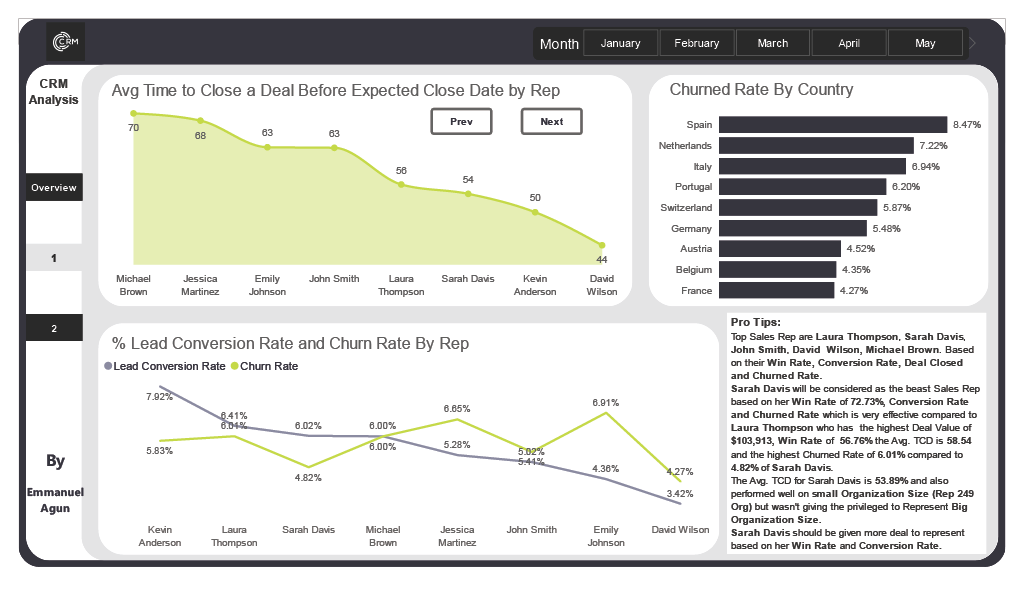 CRM
Month
January
February
March
April
May
CRM
Analysis
Overview
1
2
By
Emmanuel
Agun
Avg Time to Close a Deal Before Expected Close Date by Rep
Prev
Next
70
68
63
63
56
54
50
44
Michael
Brown
Jessica
Martinez
Emily
Johnson
John Smith
Laura
Thompson
Sarah Davis
Kevin
Anderson
David
Wilson
Churned Rate By Country
Spain 8.47%
Netherlands 7.22%
Italy 6.94%
Portugal 6.20%
Switzerland 5.87%
Germany 5.48%
Austria 4.52%
Belgium 4.35%
France 4.27%
% Lead Conversion Rate and Churn Rate By Rep
Lead Conversion Rate
Churn Rate
7.92%
6.41%
6.02%
6.00%
5.28%
5.41%
4.36%
3.42%
5.83%
6.01%
4.82%
6.00%
6.65%
5.02%
6.91%
4.27%
Kevin
Anderson
Laura
Thompson
Sarah Davis
Michael
Brown
Jessica
Martinez
John Smith
Emily
Johnson
David Wilson
Pro Tips:
Top Sales Rep are Laura Thompson, Sarah Davis,
John Smith, David Wilson, Michael Brown. Based
on their Win Rate, Conversion Rate, Deal Closed
and Churned Rate.
Sarah Davis will be considered as the beast Sales Rep
based on her Win Rate of 72.73%, Conversion Rate
and Churned Rate which is very effective compared to
Laura Thompson who has the highest Deal Value of
$103,913, Win Rate of 56.76% the Avg. TCD is 58.54
and the highest Churned Rate of 6.01% compared to
4.82% of Sarah Davis.
The Avg. TCD for Sarah Davis is 53.89% and also
performed well on small Organization Size (Rep 249
Org) but wasn't giving the privileged to Represent Big
Organization Size.
Sarah Davis should be given more deal to represent
based on her Win Rate and Conversion Rate.